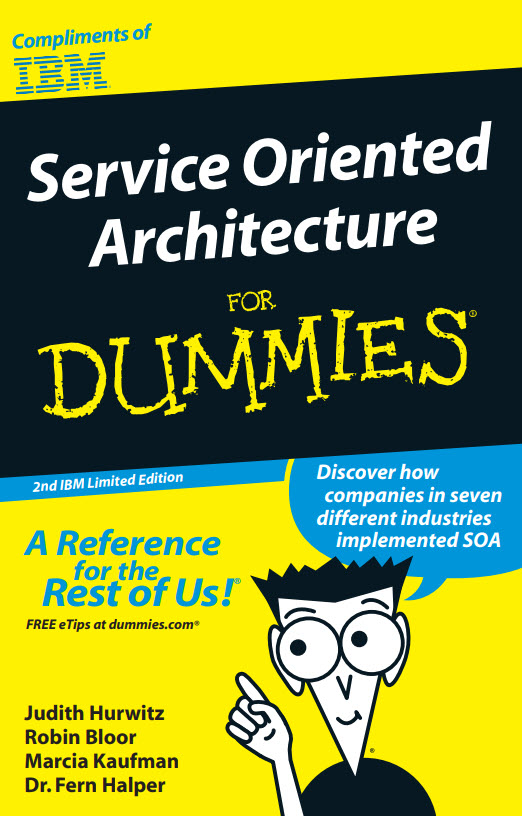 Compliments of
IBM®
Service Oriented
Architecture
FOR
DUMMIES®
2nd IBM Limited Edition
Discover how
companies in seven
different industries
implemented SOA
A Reference
for the
Rest of Us!®
FREE eTips at dummies.com®
Judith Hurwitz
Robin Bloor
Marcia Kaufman
Dr. Fern Halper
®